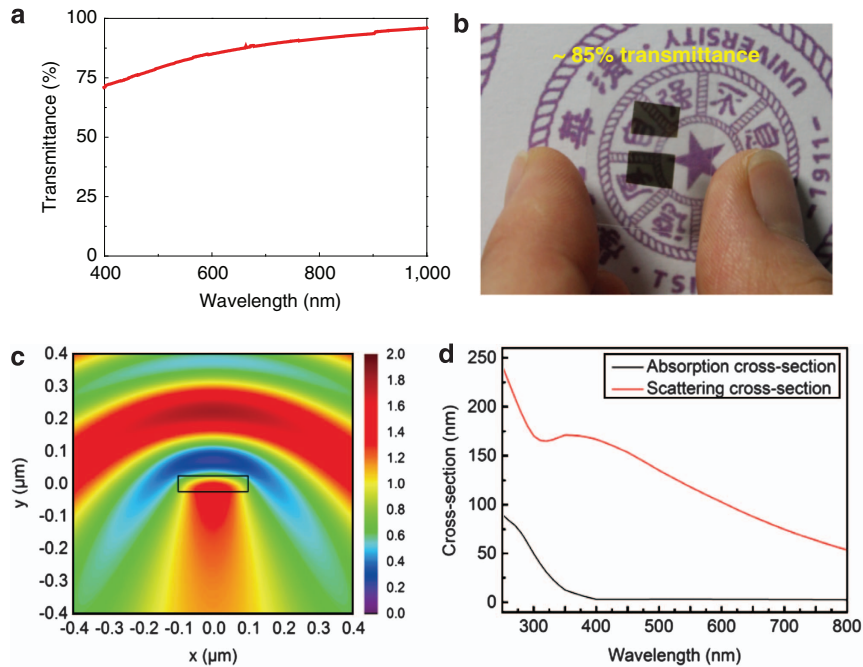 a
100
75
50
25
0
Transmittance (%)
400
600
800
1,000
Wavelength (nm)
b
~ 85% transmittance
UNIVERSITY
自
强
不
息
-1911-
TSI
c
0.4
0.3
0.2
0.1
0.0
-0.1
-0.2
-0.3
-0.4
y (μm)
-0.4 -0.3 -0.2 -0.1 0.0 0.1 0.2 0.3 0.4
x (μm)
2.0
1.8
1.6
1.4
1.2
1.0
0.8
0.6
0.4
0.2
0.0
d
250
200
150
100
50
0
Cross-section (nm)
Absorption cross-section
Scattering cross-section
300 400 500 600 700 800
Wavelength (nm)